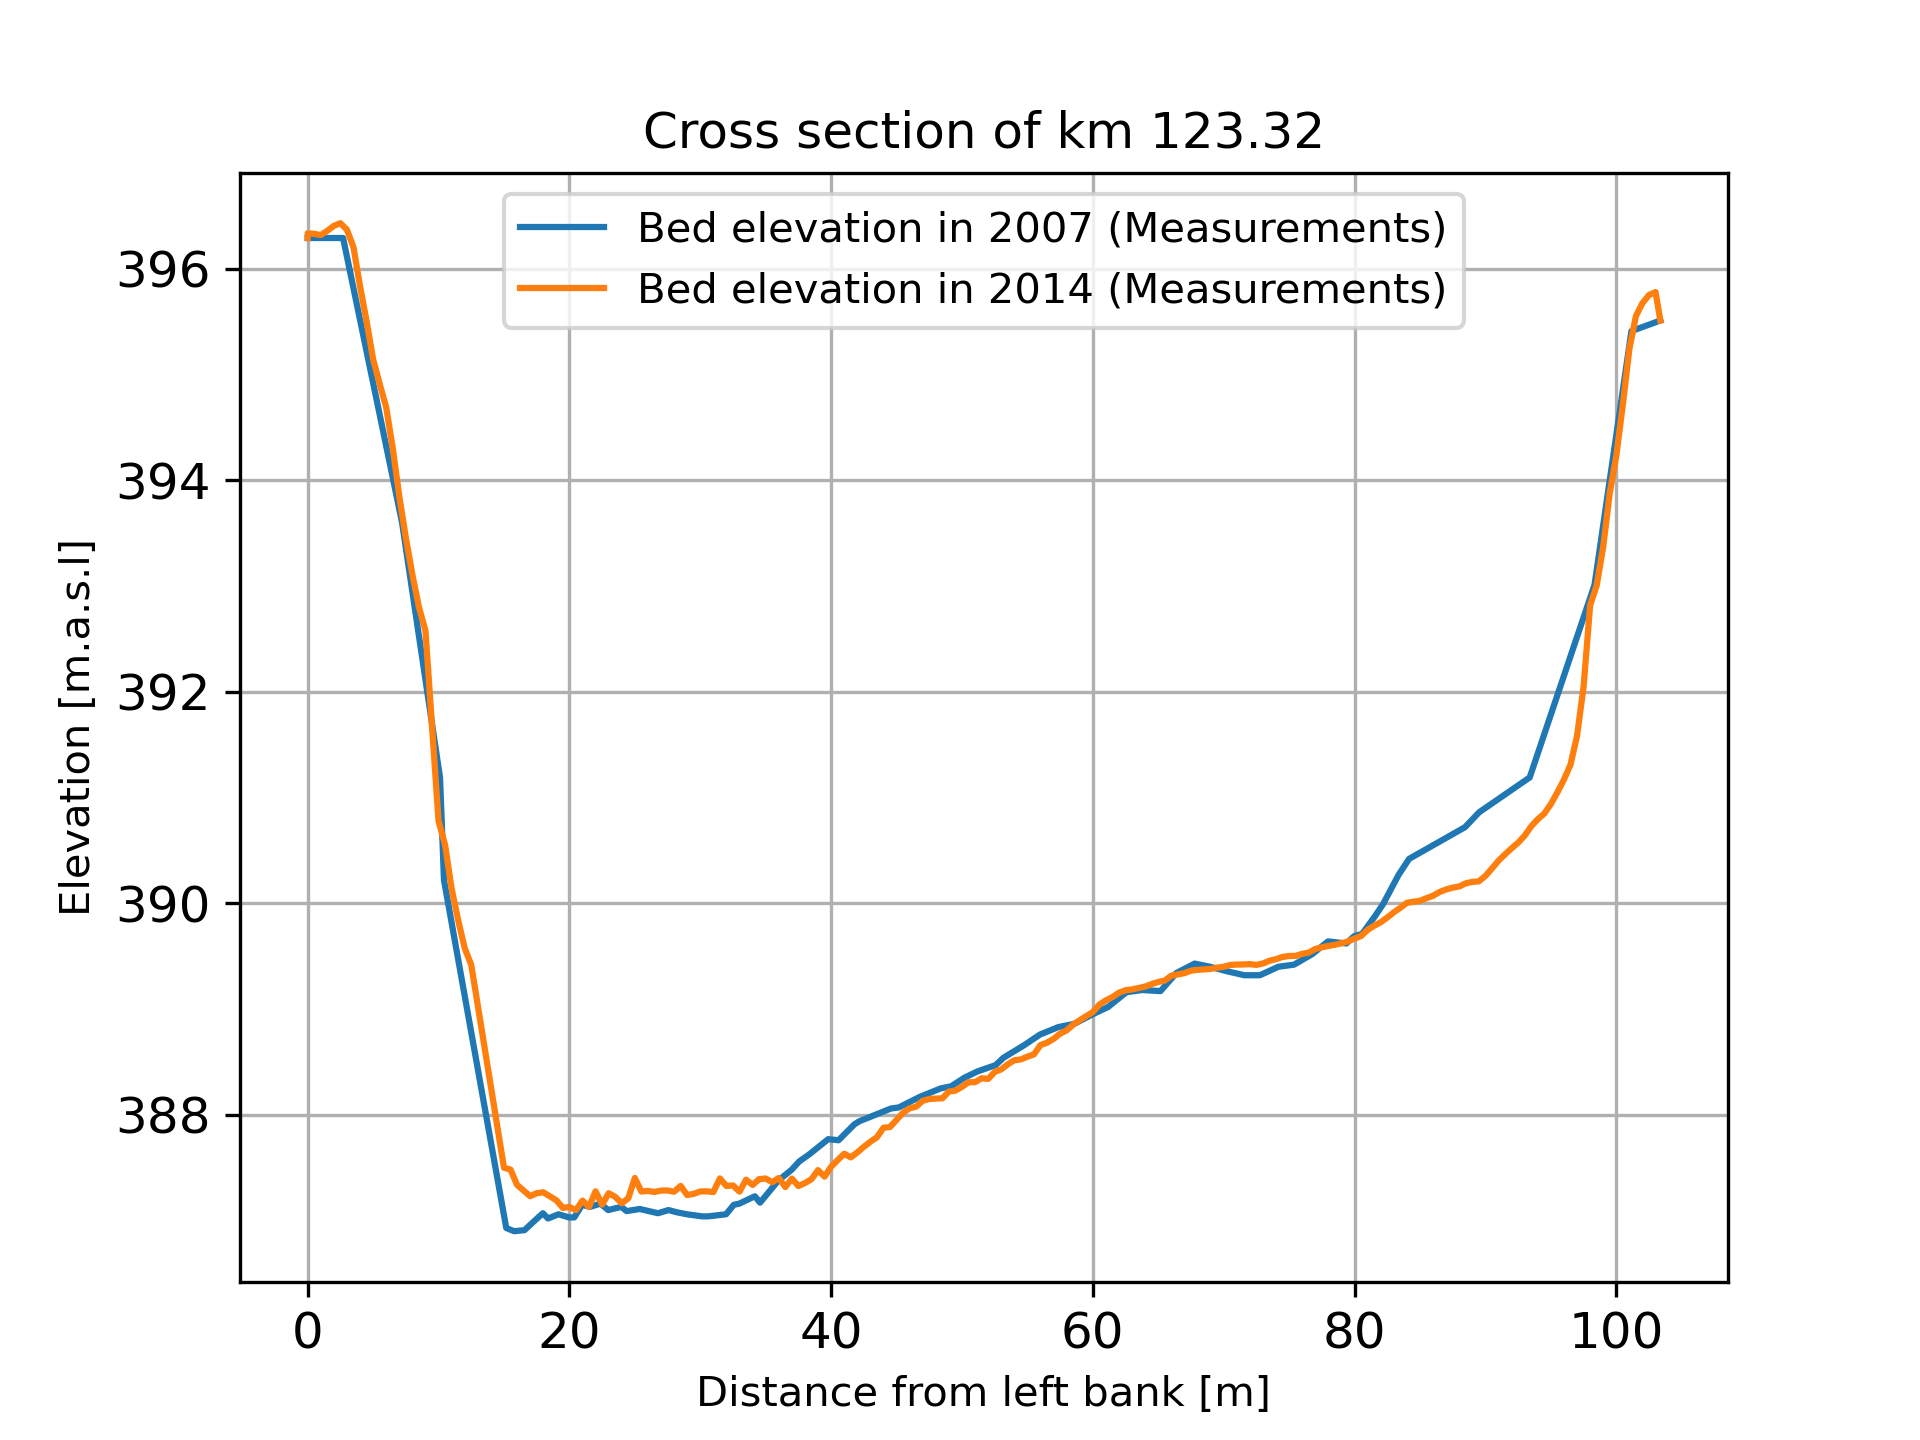 Cross section of km 123.32
Bed elevation in 2007 (Measurements)
Bed elevation in 2014 (Measurements)
Elevation [m.a.s.l]
396
394
392
390
388
0 20 40 60 80 100
Distance from left bank [m]